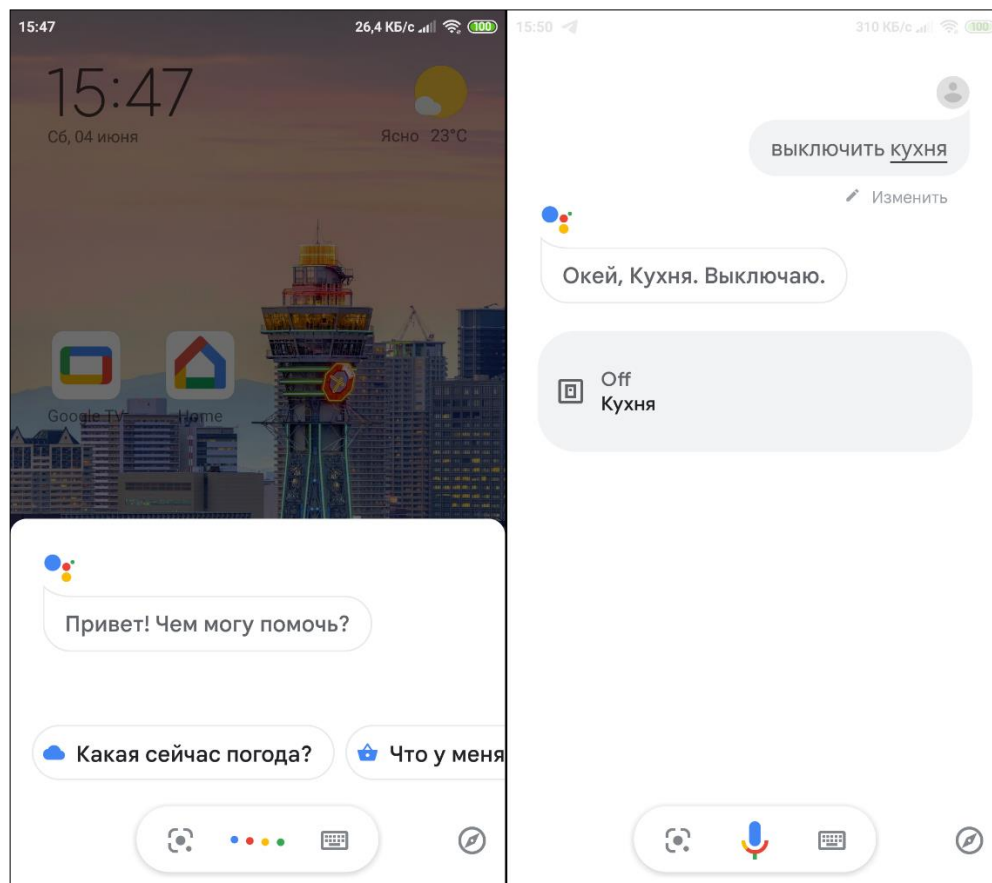 15:47
26,4 КБ/с
100
15:47
Сб, 04 июня
Ясно 23°C
Google TV
Home
Привет! Чем могу помочь?
Какая сейчас погода?
Что у меня
15:50
310 КБ/с
100
выключить кухня
Изменить
Окей, Кухня. Выключаю.
Off
Кухня